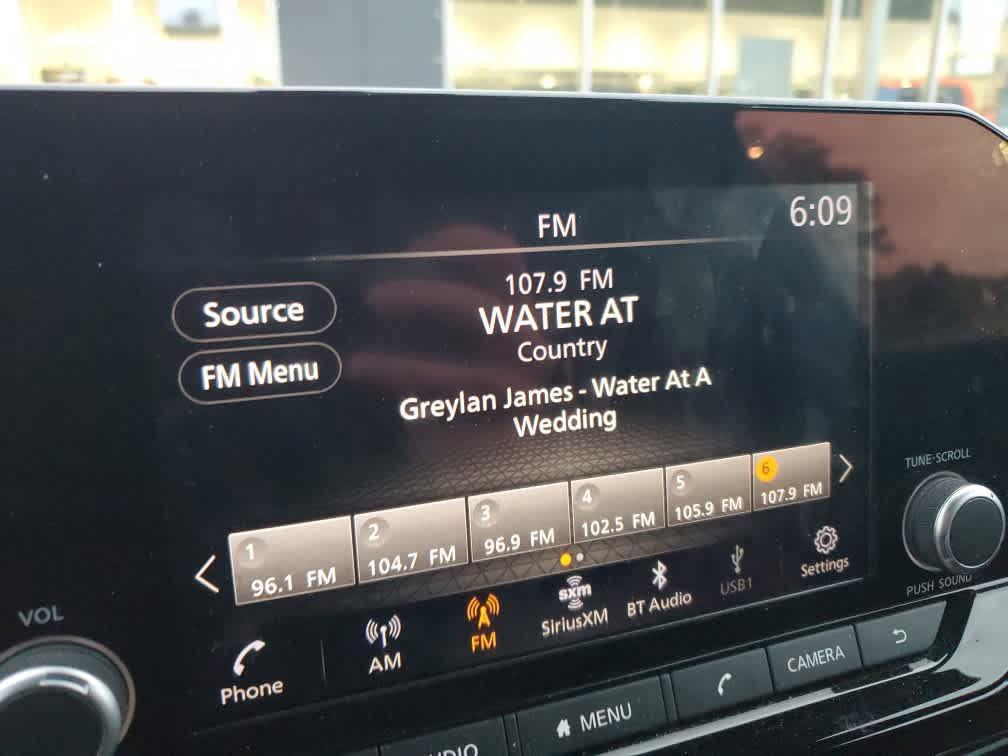 FM
6:09
Source
FM Menu
107.9 FM
WATER AT
Country
Greylan James - Water At A
Wedding
1
96.1 FM
2
104.7 FM
3
96.9 FM
4
102.5 FM
5
105.9 FM
6
107.9 FM
Phone
AM
FM
sxm
SiriusXM
BT Audio
USB1
Settings
VOL
TUNE·SCROLL
PUSH SOUND
MENU
CAMERA